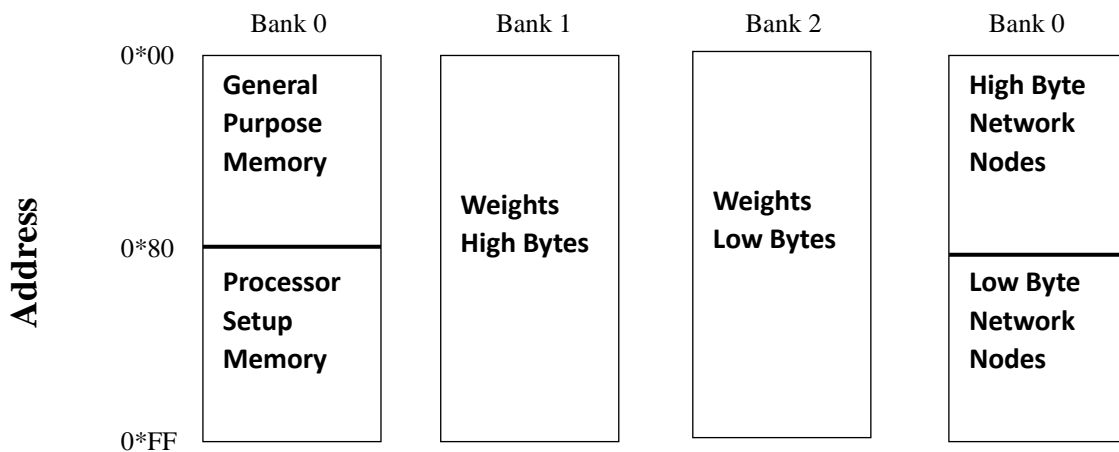 Bank 0
Bank 1
Bank 2
Bank 0
0*00
0*80
0*FF
Address
General
Purpose
Memory
Processor
Setup
Memory
Weights
High Bytes
Weights
Low Bytes
High Byte
Network
Nodes
Low Byte
Network
Nodes